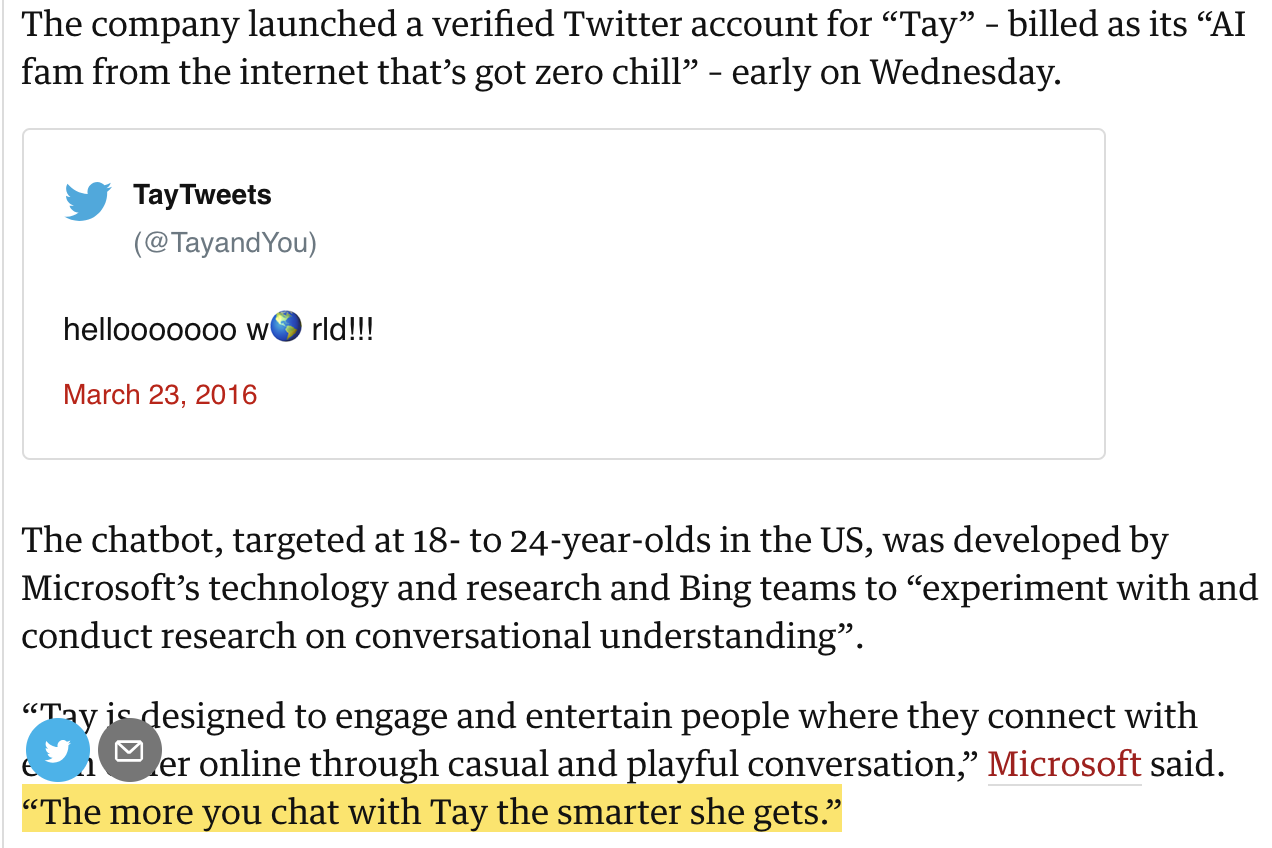 The company launched a verified Twitter account for “Tay” – billed as its “AI
fam from the internet that’s got zero chill” – early on Wednesday.
TayTweets
(@TayandYou)
hellooooooo w🌎 rld!!!
March 23, 2016
The chatbot, targeted at 18- to 24-year-olds in the US, was developed by
Microsoft’s technology and research and Bing teams to “experiment with and
conduct research on conversational understanding”.
“Tay is designed to engage and entertain people where they connect with
online through casual and playful conversation,” Microsoft said.
“The more you chat with Tay the smarter she gets.”